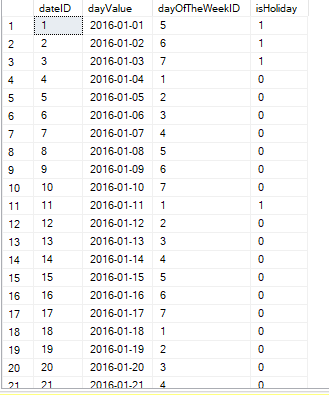 dateID dayValue dayOfTheWeekID isHoliday
1 1 2016-01-01 5 1
2 2 2016-01-02 6 1
3 3 2016-01-03 7 1
4 4 2016-01-04 1 0
5 5 2016-01-05 2 0
6 6 2016-01-06 3 0
7 7 2016-01-07 4 0
8 8 2016-01-08 5 0
9 9 2016-01-09 6 0
10 10 2016-01-10 7 0
11 11 2016-01-11 1 1
12 12 2016-01-12 2 0
13 13 2016-01-13 3 0
14 14 2016-01-14 4 0
15 15 2016-01-15 5 0
16 16 2016-01-16 6 0
17 17 2016-01-17 7 0
18 18 2016-01-18 1 0
19 19 2016-01-19 2 0
20 20 2016-01-20 3 0
21 21 2016-01-21 4 0